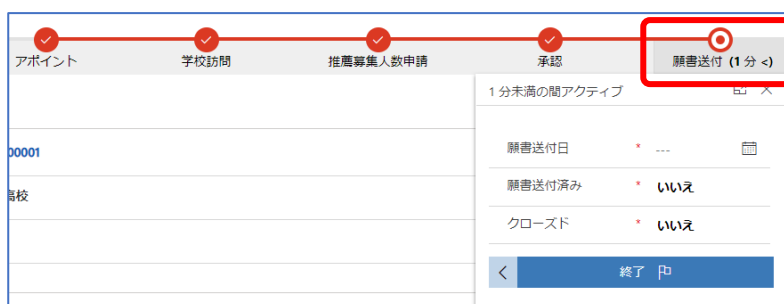 アポイント
学校訪問
推薦募集人数申請
承認
願書送付 (1 分 <)
1 分未満の間アクティブ
00001
高校
願書送付日 * ---
願書送付済み * いいえ
クローズド * いいえ
終了